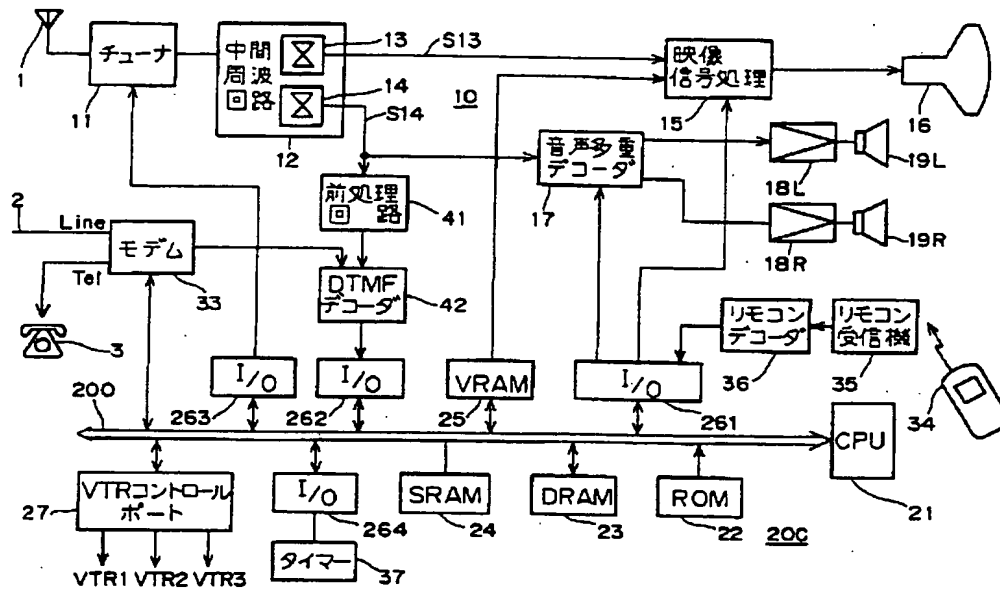 1
チューナ
11
中間
周波
回路
13
14
12
S13
S14
10
映像
信号処理
15
16
音声多重
デコーダ
17
18L
19L
18R
19R
前処理
回路
41
2
Line
Tel
モデム
33
3
DTMF
デコーダ
42
リモコン
デコーダ
36
リモコン
受信機
35
34
I/O
263
I/O
262
VRAM
25
I/O
261
200
CPU
21
VTRコントロール
ポート
27
VTR1 VTR2 VTR3
I/O
264
タイマー
37
SRAM
24
DRAM
23
ROM
22
20C